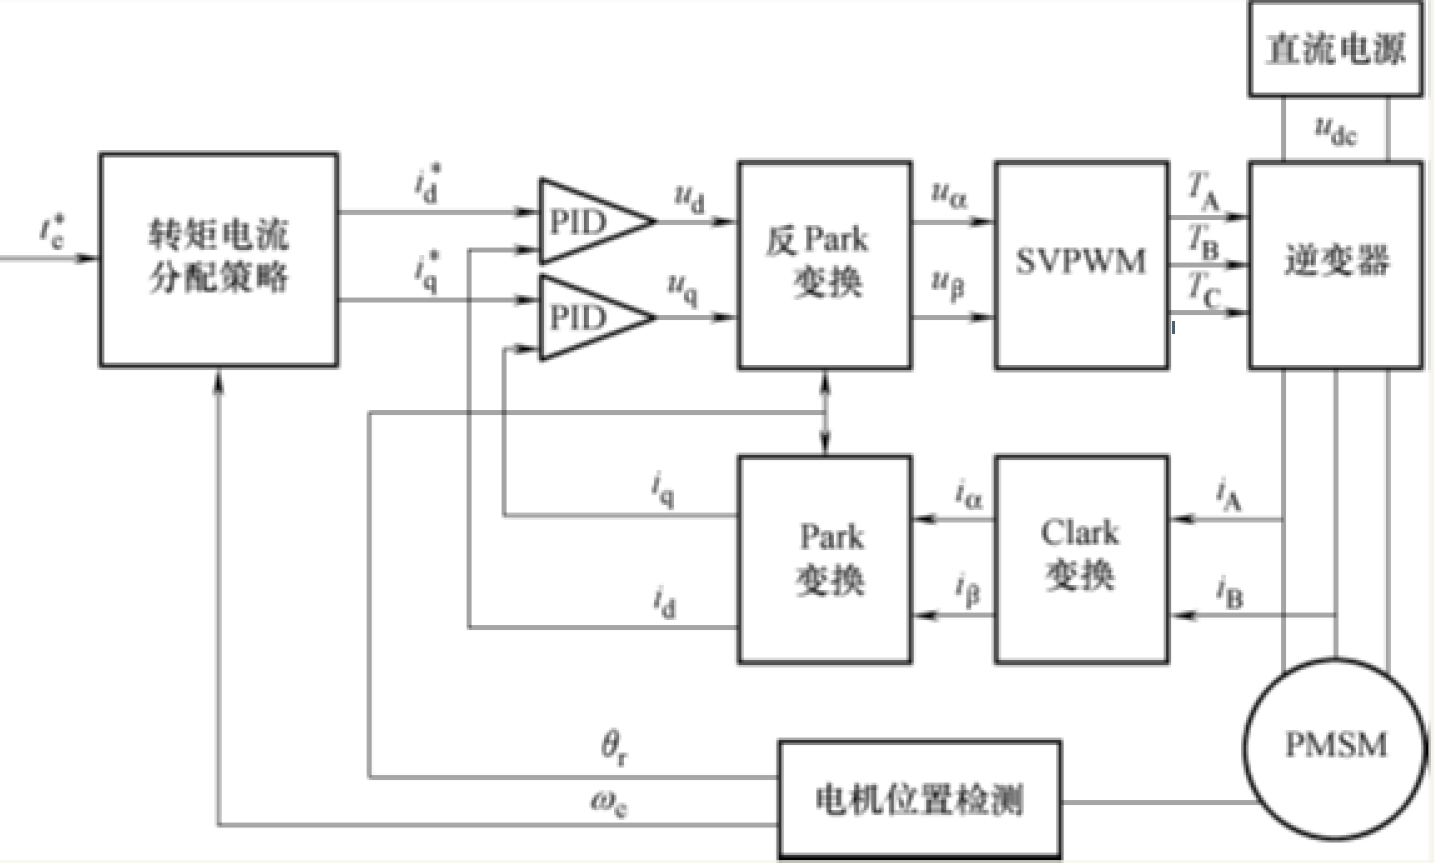 直流电源
u_dc
t_e^*
转矩电流
分配策略
i_d^*
i_q^*
PID
PID
u_d
u_q
反Park
变换
u_α
u_β
SVPWM
T_A
T_B
T_C
逆变器
i_q
i_d
Park
变换
i_α
i_β
Clark
变换
i_A
i_B
θ_r
ω_e
电机位置检测
PMSM